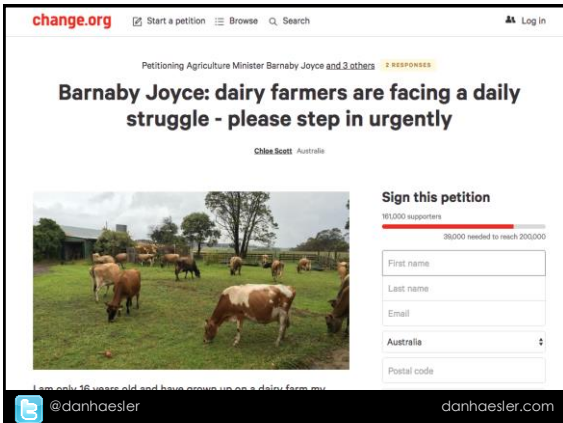 change.org Start a petition Browse Search Log in
Petitioning Agriculture Minister Barnaby Joyce and 3 others 2 RESPONSES
Barnaby Joyce: dairy farmers are facing a daily
struggle - please step in urgently
Chloe Scott Australia
Sign this petition
161,000 supporters
39,000 needed to reach 200,000
First name
Last name
Email
Australia
Postal code
I am only 16 years old and have grown up on a dairy farm my
@danhaesler danhaesler.com